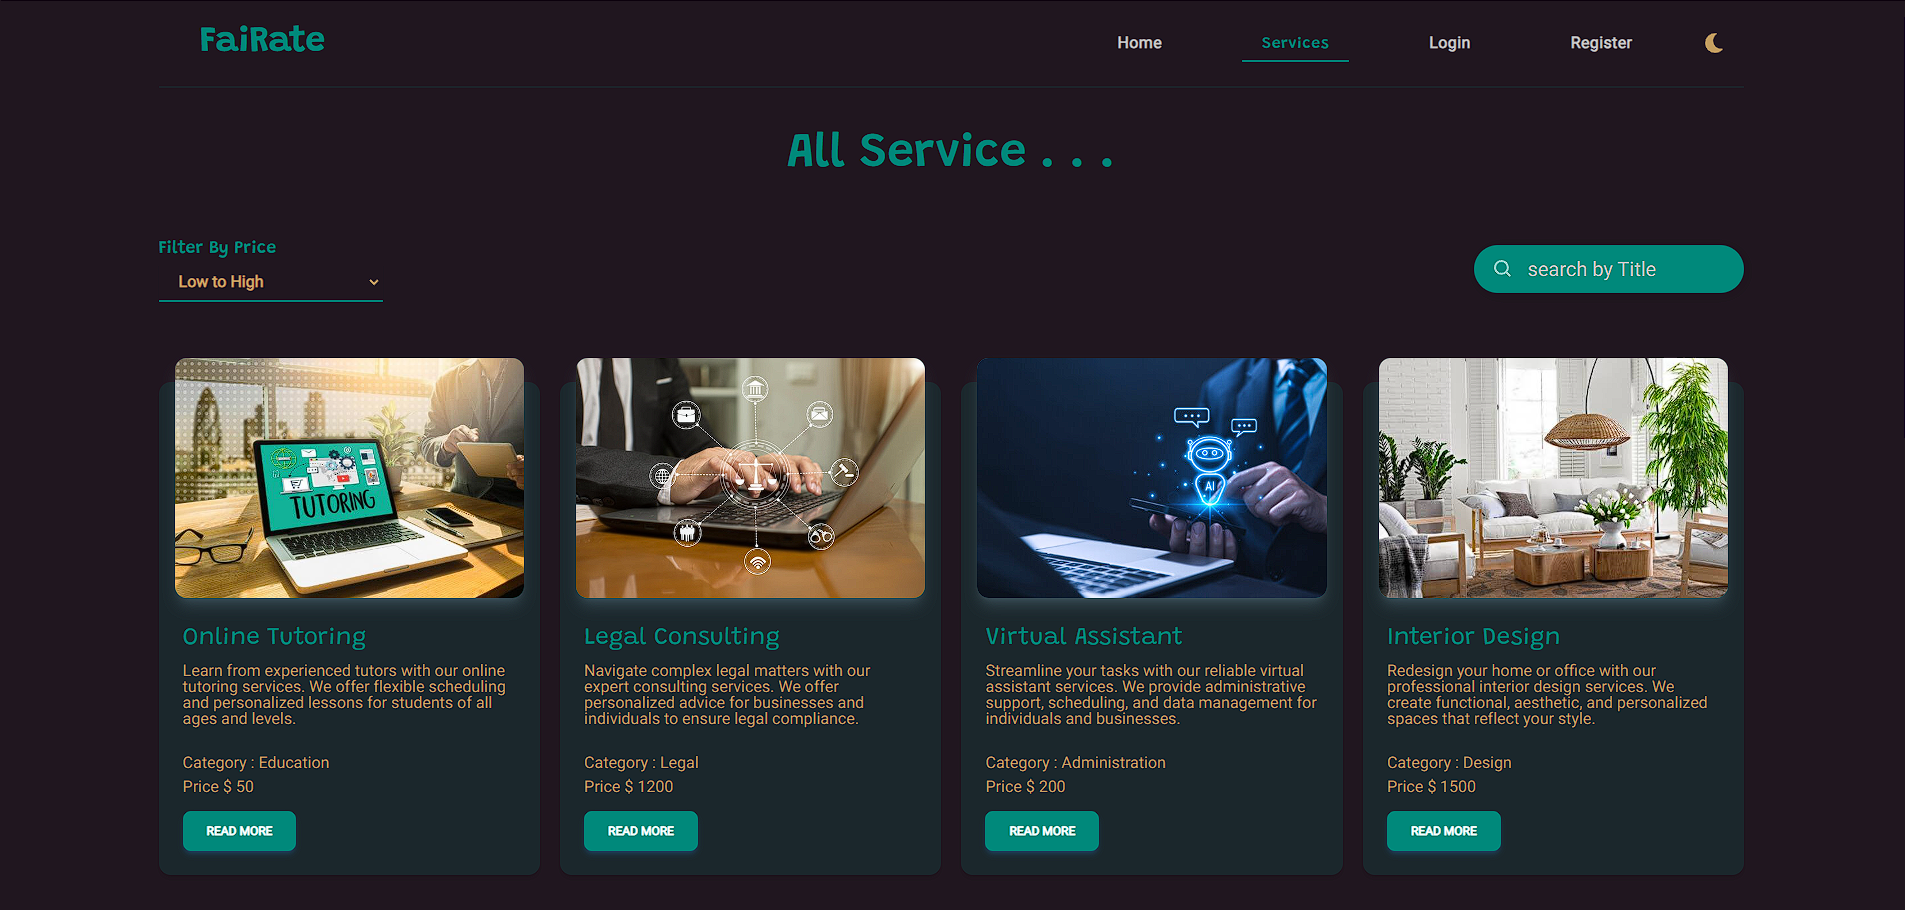 FaiRate
Home
Services
Login
Register
All Service . . .
Filter By Price
Low to High
search by Title
TUTORING
AI
Online Tutoring
Learn from experienced tutors with our online
tutoring services. We offer flexible scheduling
and personalized lessons for students of all
ages and levels.
Category : Education
Price $ 50
READ MORE
Legal Consulting
Navigate complex legal matters with our
expert consulting services. We offer
personalized advice for businesses and
individuals to ensure legal compliance.
Category : Legal
Price $ 1200
READ MORE
Virtual Assistant
Streamline your tasks with our reliable virtual
assistant services. We provide administrative
support, scheduling, and data management for
individuals and businesses.
Category : Administration
Price $ 200
READ MORE
Interior Design
Redesign your home or office with our
professional interior design services. We
create functional, aesthetic, and personalized
spaces that reflect your style.
Category : Design
Price $ 1500
READ MORE